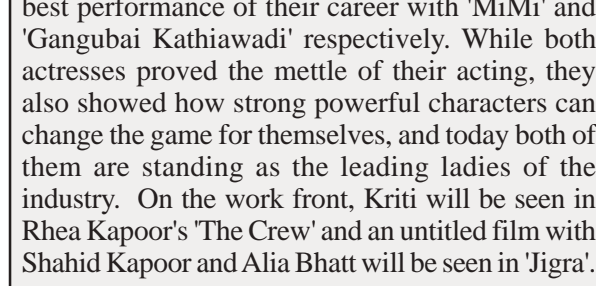 best performance of their career with 'MiMi' and
'Gangubai Kathiawadi' respectively. While both
actresses proved the mettle of their acting, they
also showed how strong powerful characters can
change the game for themselves, and today both of
them are standing as the leading ladies of the
industry. On the work front, Kriti will be seen in
Rhea Kapoor's 'The Crew' and an untitled film with
Shahid Kapoor and Alia Bhatt will be seen in 'Jigra'.